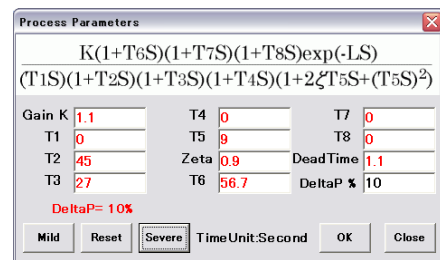 Process Parameters
K(1+T6S)(1+T7S)(1+T8S)exp(-LS)
(T1S)(1+T2S)(1+T3S)(1+T4S)(1+2ζT5S+(T5S)²)
Gain K 1.1 T4 0 T7 0
T1 0 T5 9 T8 0
T2 45 Zeta 0.9 DeadTime 1.1
T3 27 T6 56.7 DeltaP % 10
DeltaP= 10%
Mild Reset Severe TimeUnit:Second OK Close